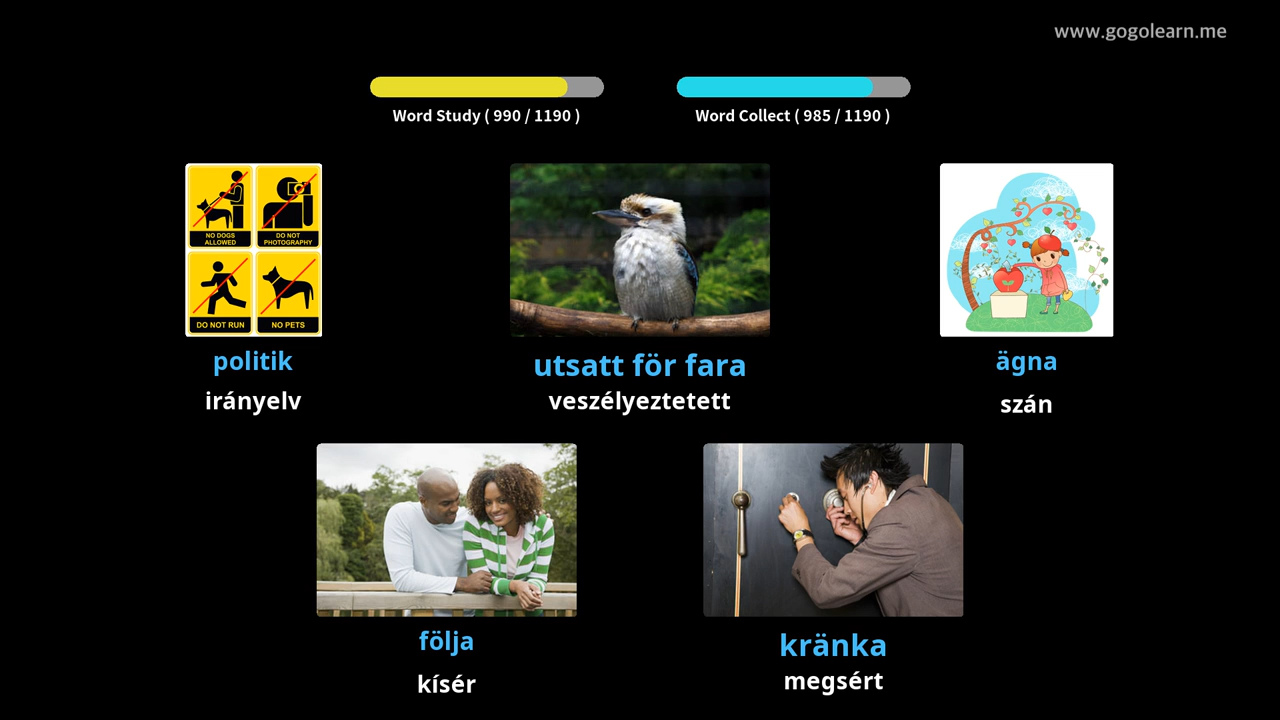 www.gogolearn.me
Word Study ( 990 / 1190 )
Word Collect ( 985 / 1190 )
NO DOGS
ALLOWED
DO NOT
PHOTOGRAPHY
DO NOT RUN
NO PETS
politik
irányelv
utsatt för fara
veszélyeztetett
ägna
szán
följa
kísér
kränka
megsért